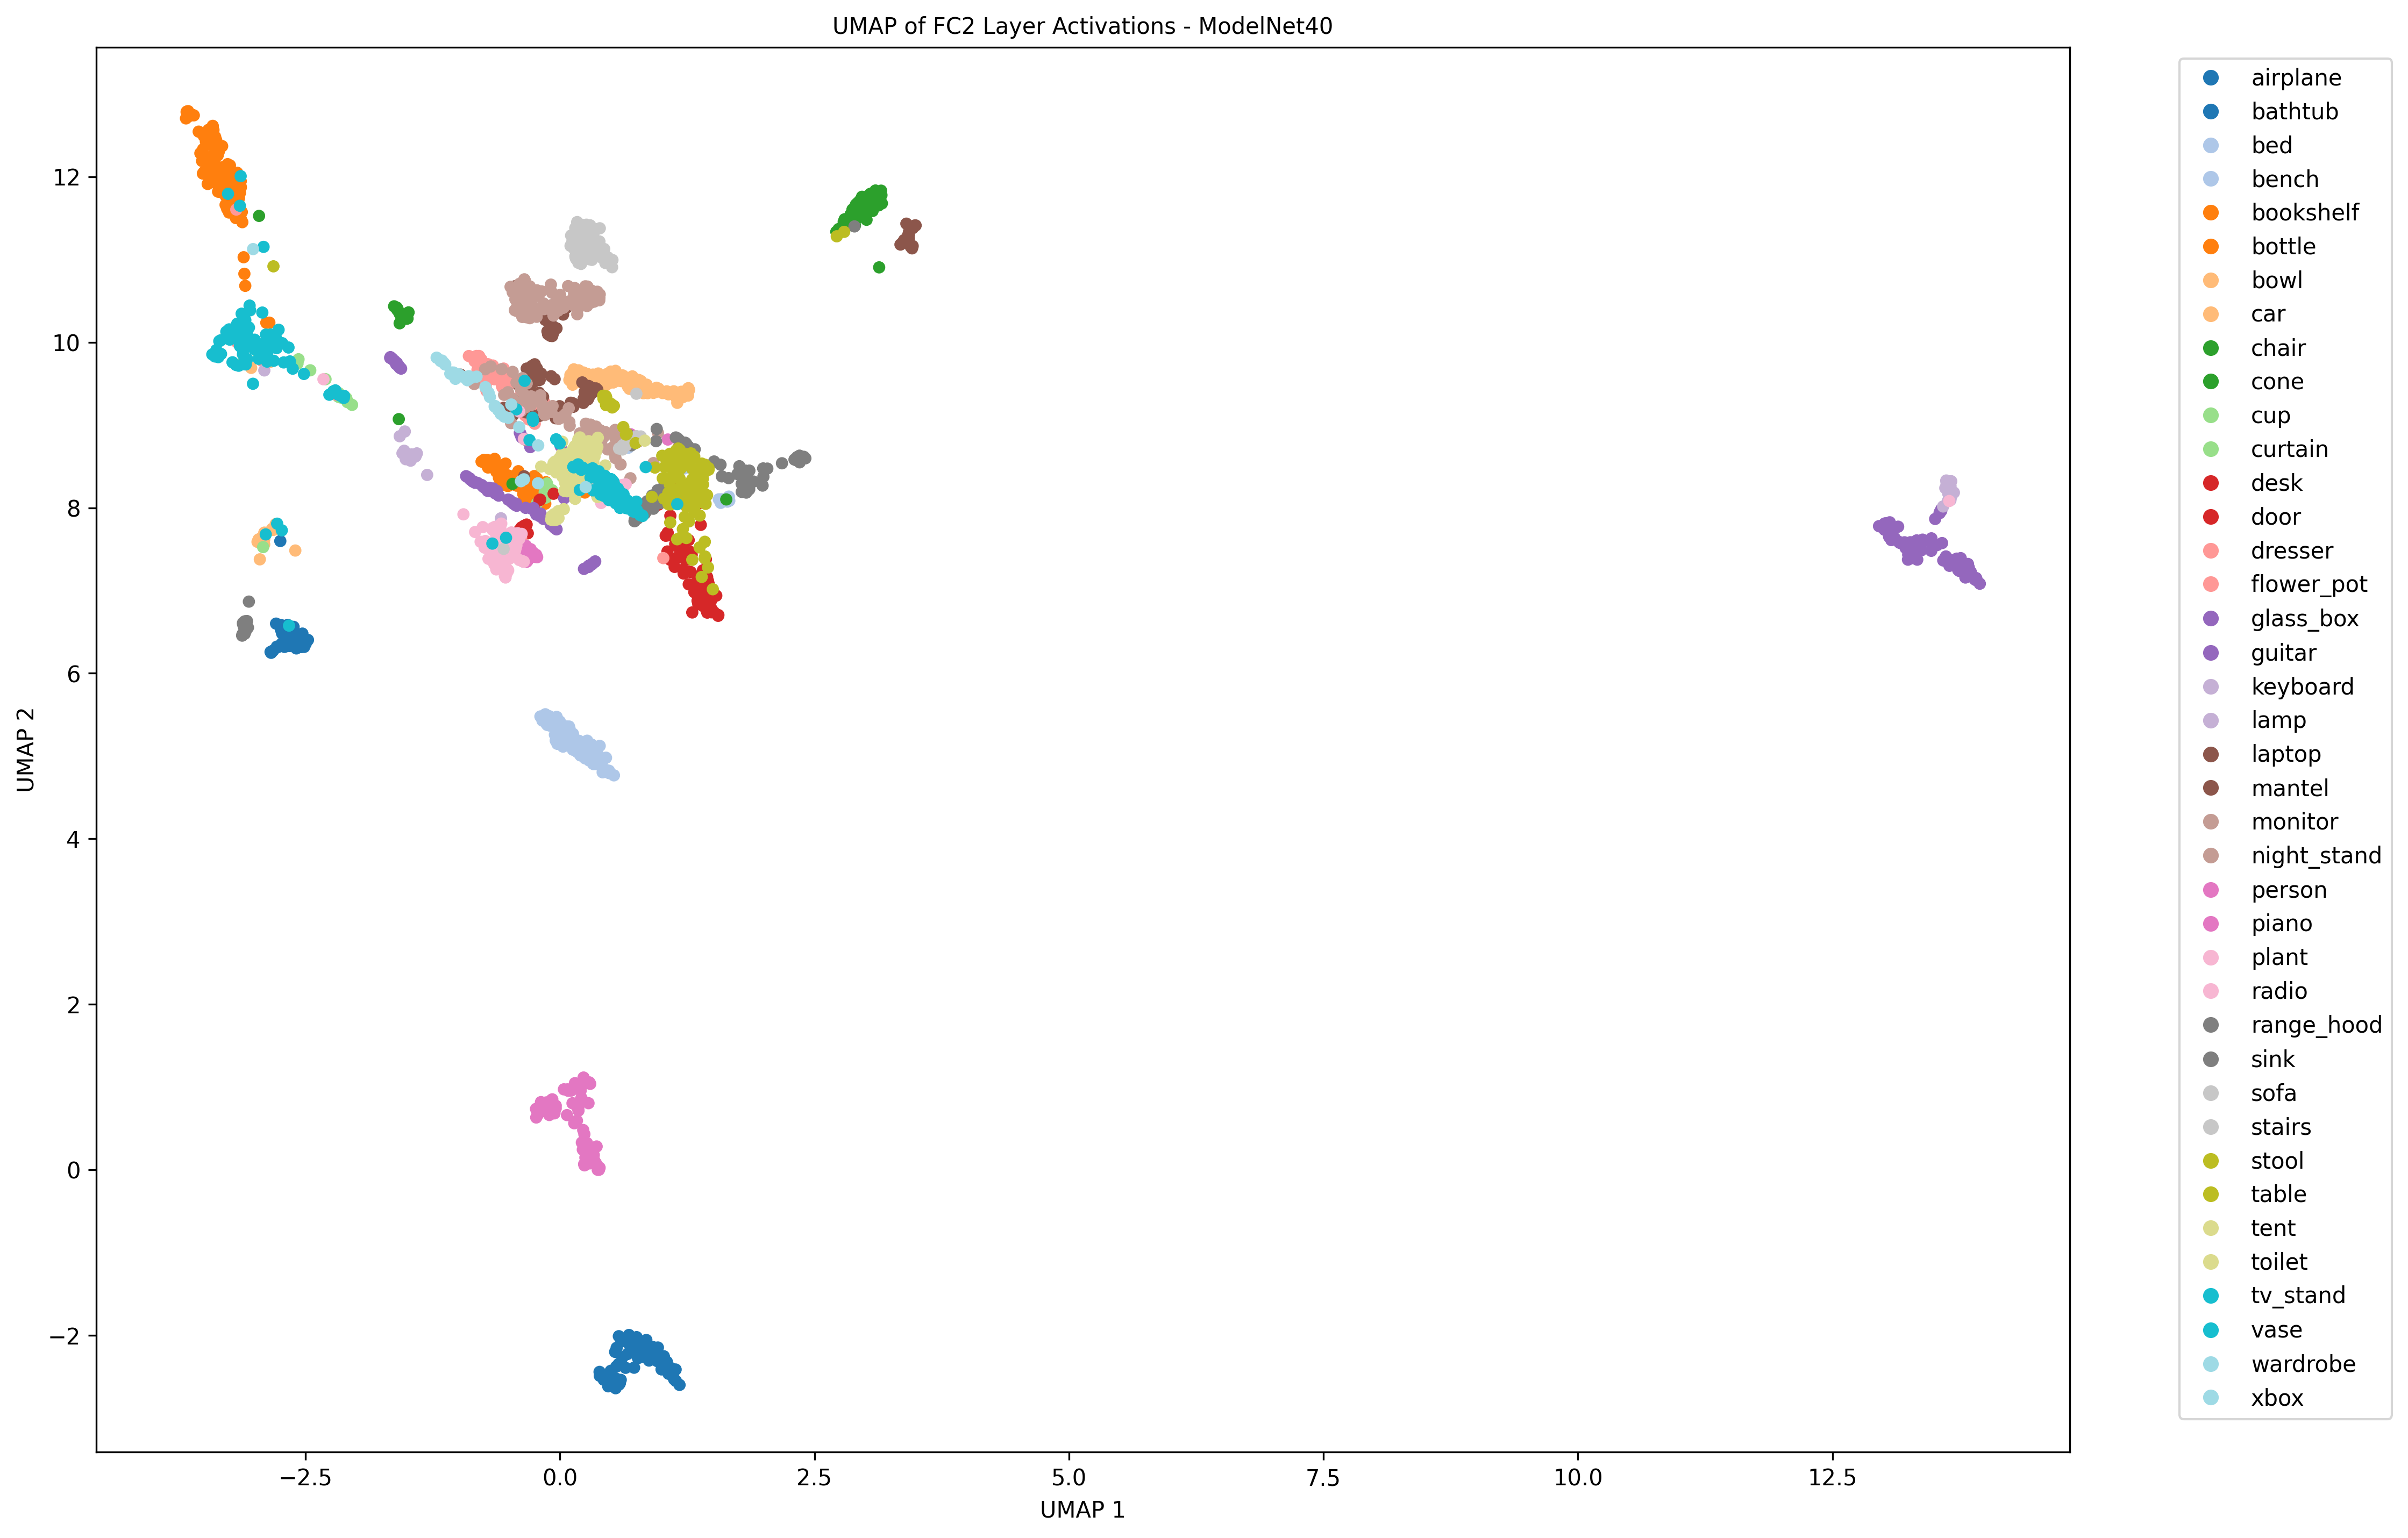 UMAP of FC2 Layer Activations - ModelNet40
12
10
8
6
4
2
0
−2
UMAP 2
−2.5
0.0
2.5
5.0
7.5
10.0
12.5
UMAP 1
airplane
bathtub
bed
bench
bookshelf
bottle
bowl
car
chair
cone
cup
curtain
desk
door
dresser
flower_pot
glass_box
guitar
keyboard
lamp
laptop
mantel
monitor
night_stand
person
piano
plant
radio
range_hood
sink
sofa
stairs
stool
table
tent
toilet
tv_stand
vase
wardrobe
xbox